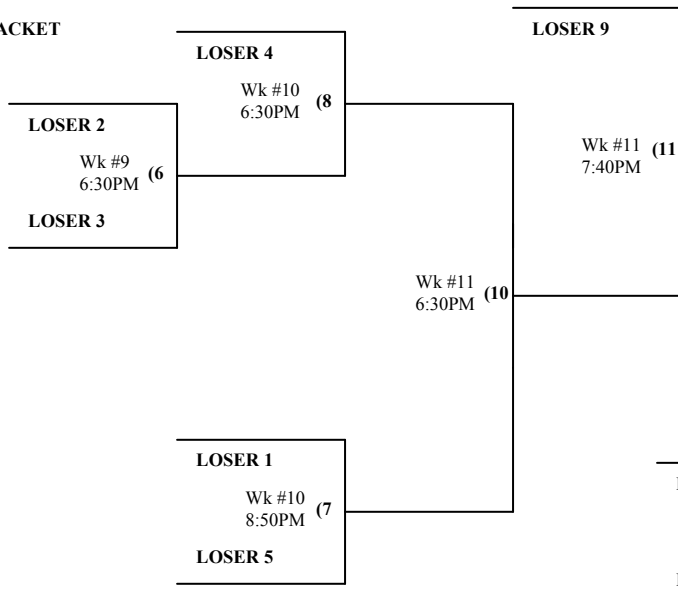 ACKET
LOSER 9
LOSER 4
Wk #10
6:30PM (8
LOSER 2
Wk #9
6:30PM (6
LOSER 3
Wk #11
7:40PM (11
Wk #11
6:30PM (10
LOSER 1
Wk #10
8:50PM (7
LOSER 5